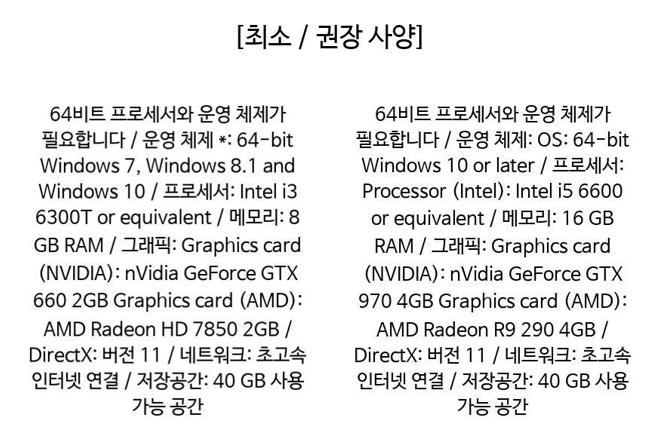 [최소 / 권장 사양]
64비트 프로세서와 운영 체제가
필요합니다 / 운영 체제 *: 64-bit
Windows 7, Windows 8.1 and
Windows 10 / 프로세서: Intel i3
6300T or equivalent / 메모리: 8
GB RAM / 그래픽: Graphics card
(NVIDIA): nVidia GeForce GTX
660 2GB Graphics card (AMD):
AMD Radeon HD 7850 2GB /
DirectX: 버전 11 / 네트워크: 초고속
인터넷 연결 / 저장공간: 40 GB 사용
가능 공간
64비트 프로세서와 운영 체제가
필요합니다 / 운영 체제: OS: 64-bit
Windows 10 or later / 프로세서:
Processor (Intel): Intel i5 6600
or equivalent / 메모리: 16 GB
RAM / 그래픽: Graphics card
(NVIDIA): nVidia GeForce GTX
970 4GB Graphics card (AMD):
AMD Radeon R9 290 4GB /
DirectX: 버전 11 / 네트워크: 초고속
인터넷 연결 / 저장공간: 40 GB 사용
가능 공간